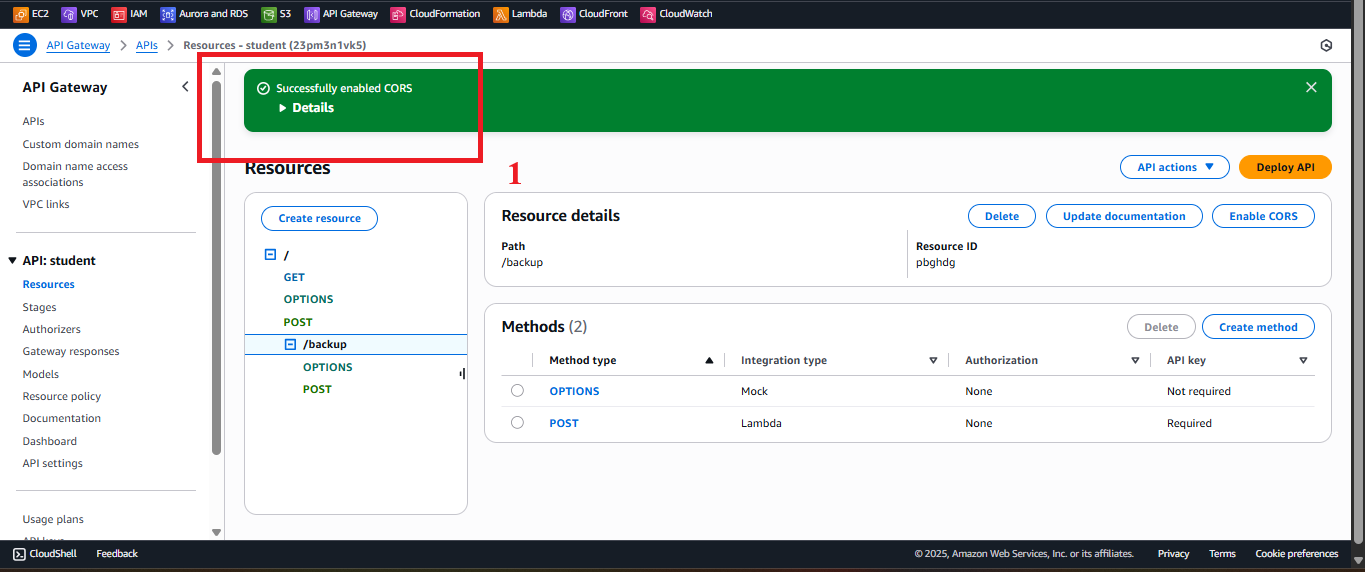 EC2 VPC IAM Aurora and RDS S3 API Gateway CloudFormation Lambda CloudFront CloudWatch
API Gateway > APIs > Resources - student (23pm3n1vk5)
API Gateway
APIs
Custom domain names
Domain name access
associations
VPC links
API: student
Resources
Stages
Authorizers
Gateway responses
Models
Resource policy
Documentation
Dashboard
API settings
Usage plans
API keys
Successfully enabled CORS
Details
1
Resources
API actions Deploy API
Create resource
/
GET
OPTIONS
POST
/backup
OPTIONS
POST
Resource details
Delete Update documentation Enable CORS
Path
/backup
Resource ID
pbghdg
Methods (2)
Delete Create method
Method type Integration type Authorization API key
OPTIONS Mock None Not required
POST Lambda None Required
CloudShell Feedback © 2025, Amazon Web Services, Inc. or its affiliates. Privacy Terms Cookie preferences